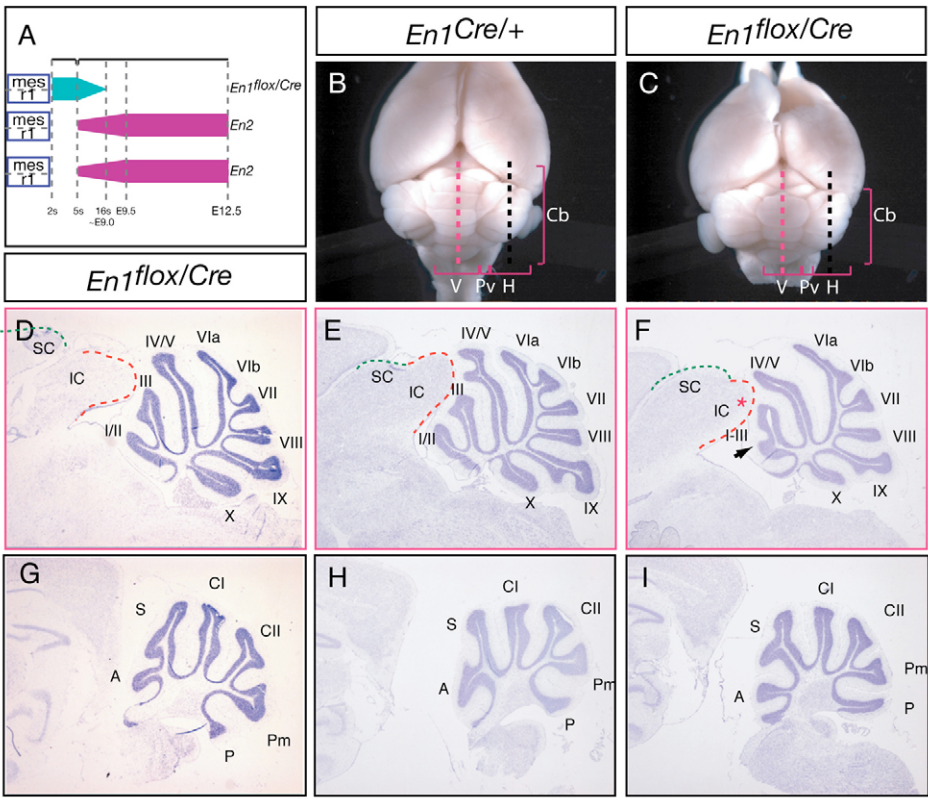 A
mes
r1
En1flox/Cre
mes
r1
En2
mes
r1
En2
2s 5s 16s E9.5 E12.5
~E9.0
En1Cre/+
En1flox/Cre
B
Cb
V Pv H
C
Cb
V Pv H
En1flox/Cre
D
SC
IC
III
I/II
IV/V
VIa
VIb
VII
VIII
IX
X
E
SC
IC
III
I/II
IV/V
VIa
VIb
VII
VIII
IX
X
F
SC
IC
*
I-III
IV/V
VIa
VIb
VII
VIII
IX
X
G
CI
S
CII
A
Pm
P
H
CI
S
CII
A
Pm
P
I
CI
S
CII
A
Pm
P